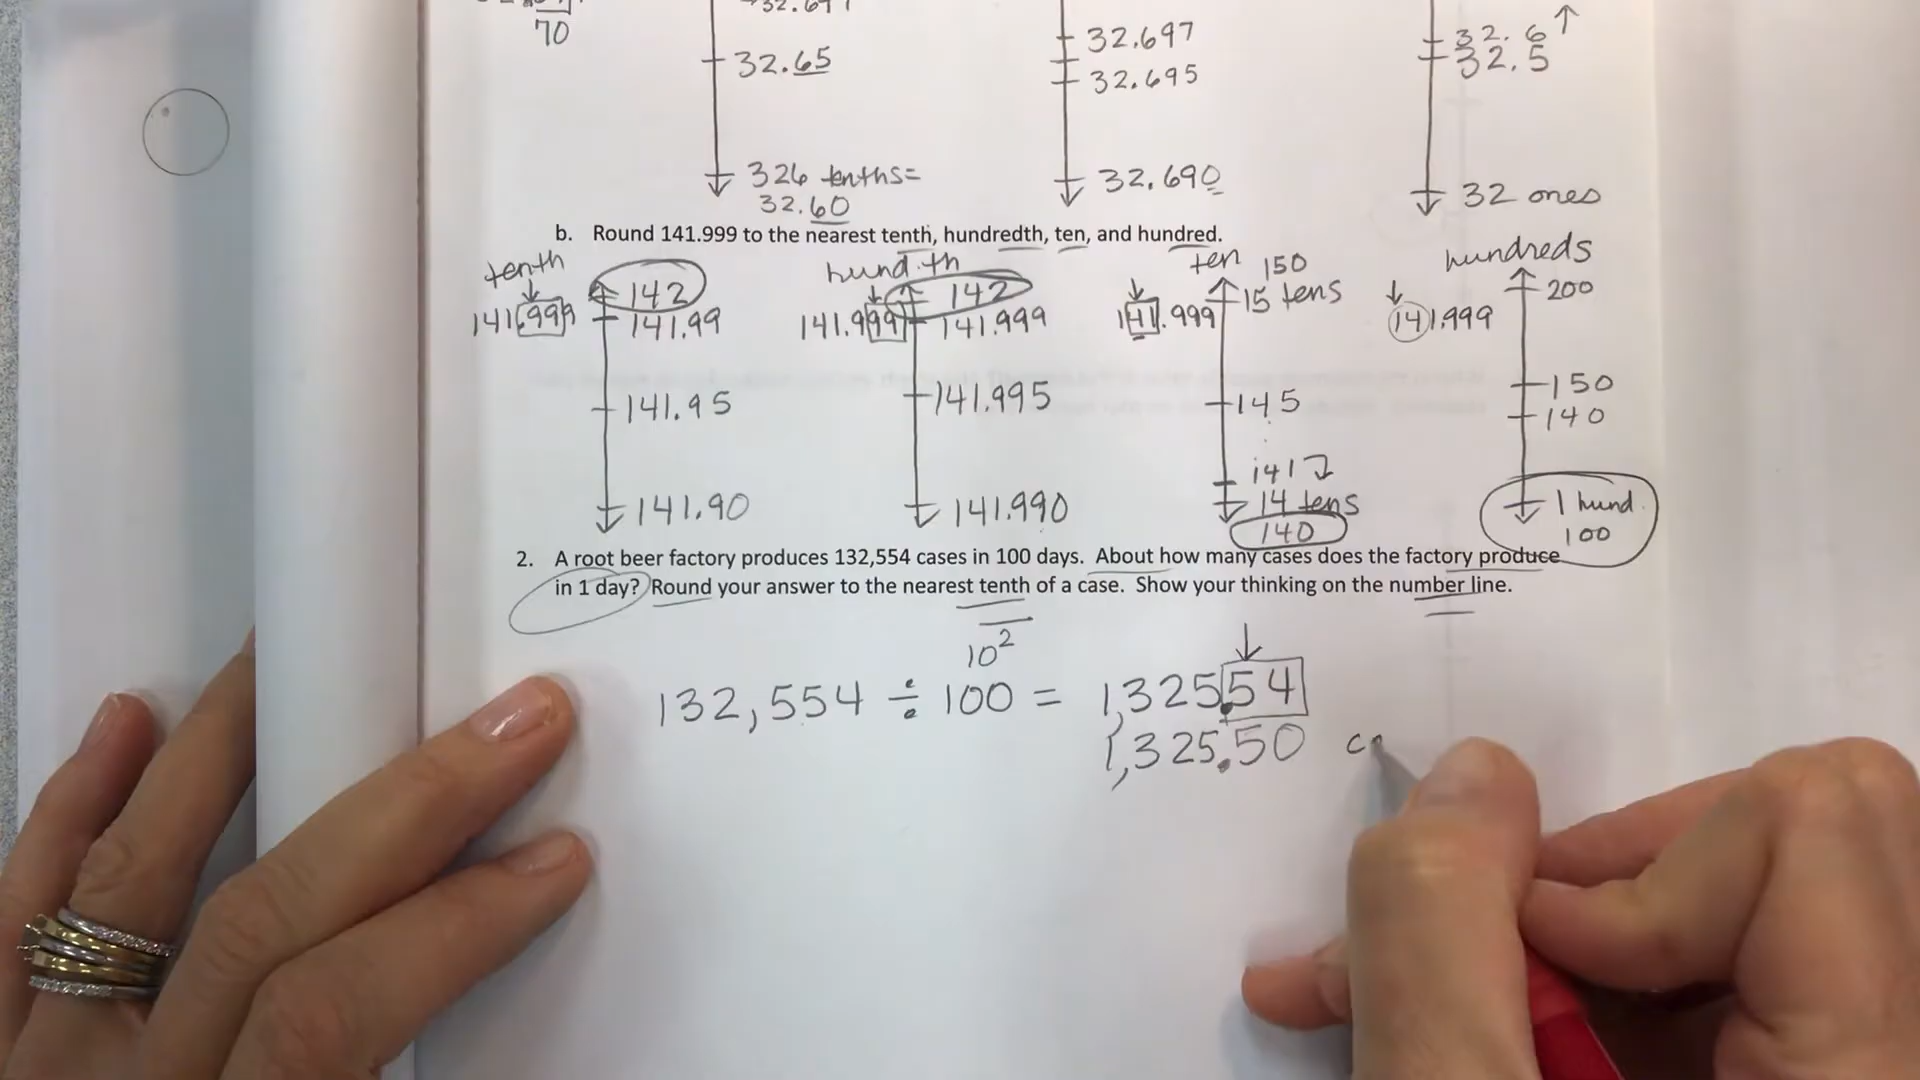 70
32.65
326 tenths=
32.60
32.697
32.695
32.690
32.6
32.5
32 ones
b. Round 141.999 to the nearest tenth, hundredth, ten, and hundred.
tenth
141.999
142
141.99
141.95
141.90
hund.th
141.999
142
141.999
141.995
141.990
ten
141.999
150
15 tens
145
141
14 tens
140
hundreds
141.999
200
150
140
1 hund.
100
2. A root beer factory produces 132,554 cases in 100 days. About how many cases does the factory produce
in 1 day? Round your answer to the nearest tenth of a case. Show your thinking on the number line.
10²
132,554 ÷ 100 = 1,325.54
1,325.50